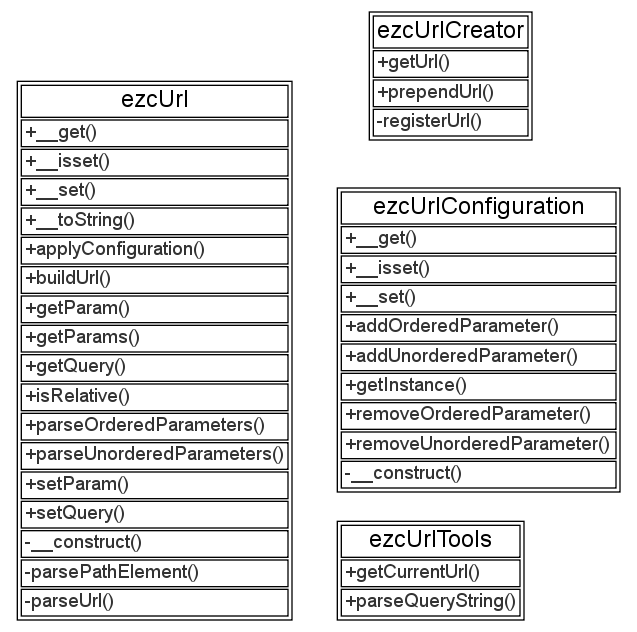 ezcUrl
+__get()
+__isset()
+__set()
+__toString()
+applyConfiguration()
+buildUrl()
+getParam()
+getParams()
+getQuery()
+isRelative()
+parseOrderedParameters()
+parseUnorderedParameters()
+setParam()
+setQuery()
-__construct()
-parsePathElement()
-parseUrl()
ezcUrlCreator
+getUrl()
+prependUrl()
-registerUrl()
ezcUrlConfiguration
+__get()
+__isset()
+__set()
+addOrderedParameter()
+addUnorderedParameter()
+getInstance()
+removeOrderedParameter()
+removeUnorderedParameter()
-__construct()
ezcUrlTools
+getCurrentUrl()
+parseQueryString()